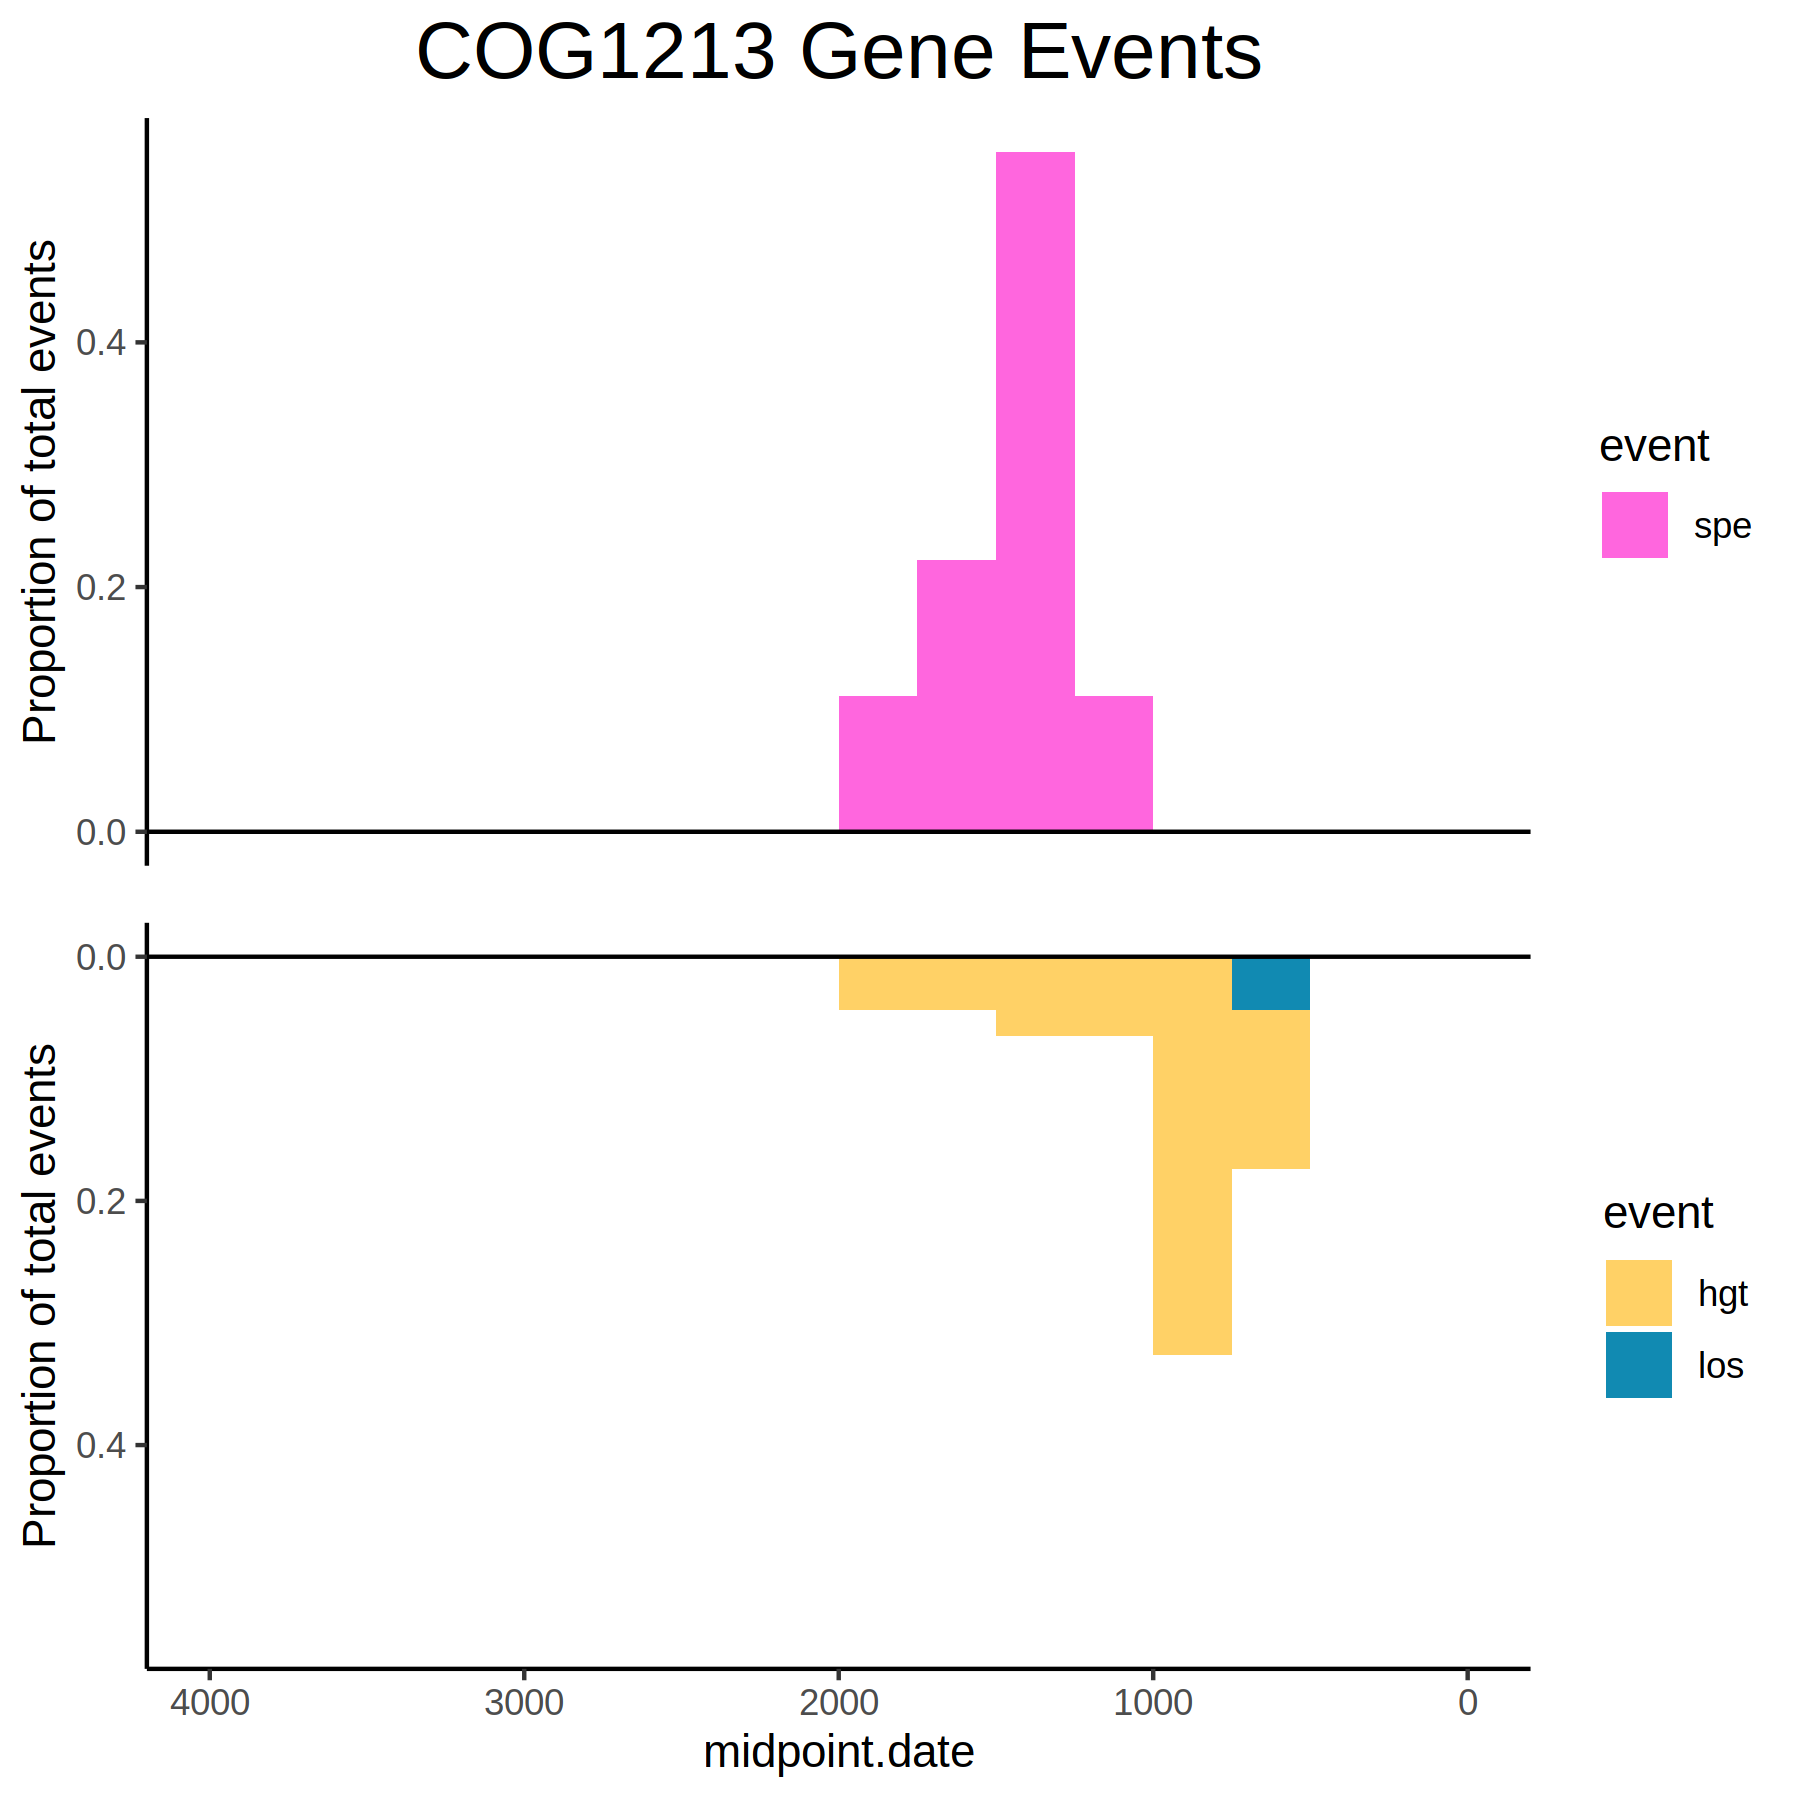 COG1213 Gene Events
Proportion of total events
0.4
0.2
0.0
event
spe
Proportion of total events
0.0
0.2
0.4
event
hgt
los
4000 3000 2000 1000 0
midpoint.date